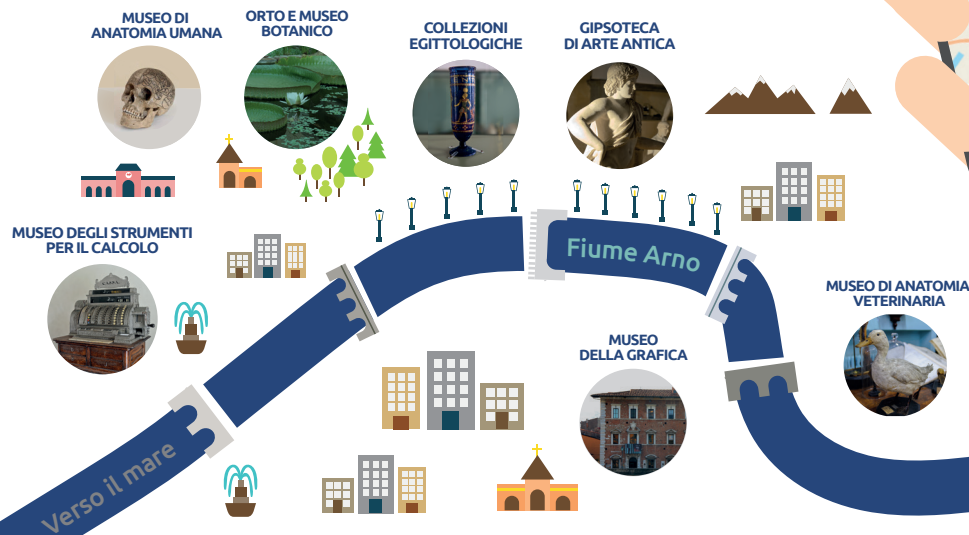 MUSEO DI
ANATOMIA UMANA
ORTO E MUSEO
BOTANICO
COLLEZIONI
EGITTOLOGICHE
GIPSOTECA
DI ARTE ANTICA
MUSEO DEGLI STRUMENTI
PER IL CALCOLO
Fiume Arno
MUSEO DI ANATOMIA
VETERINARIA
MUSEO
DELLA GRAFICA
Verso il mare